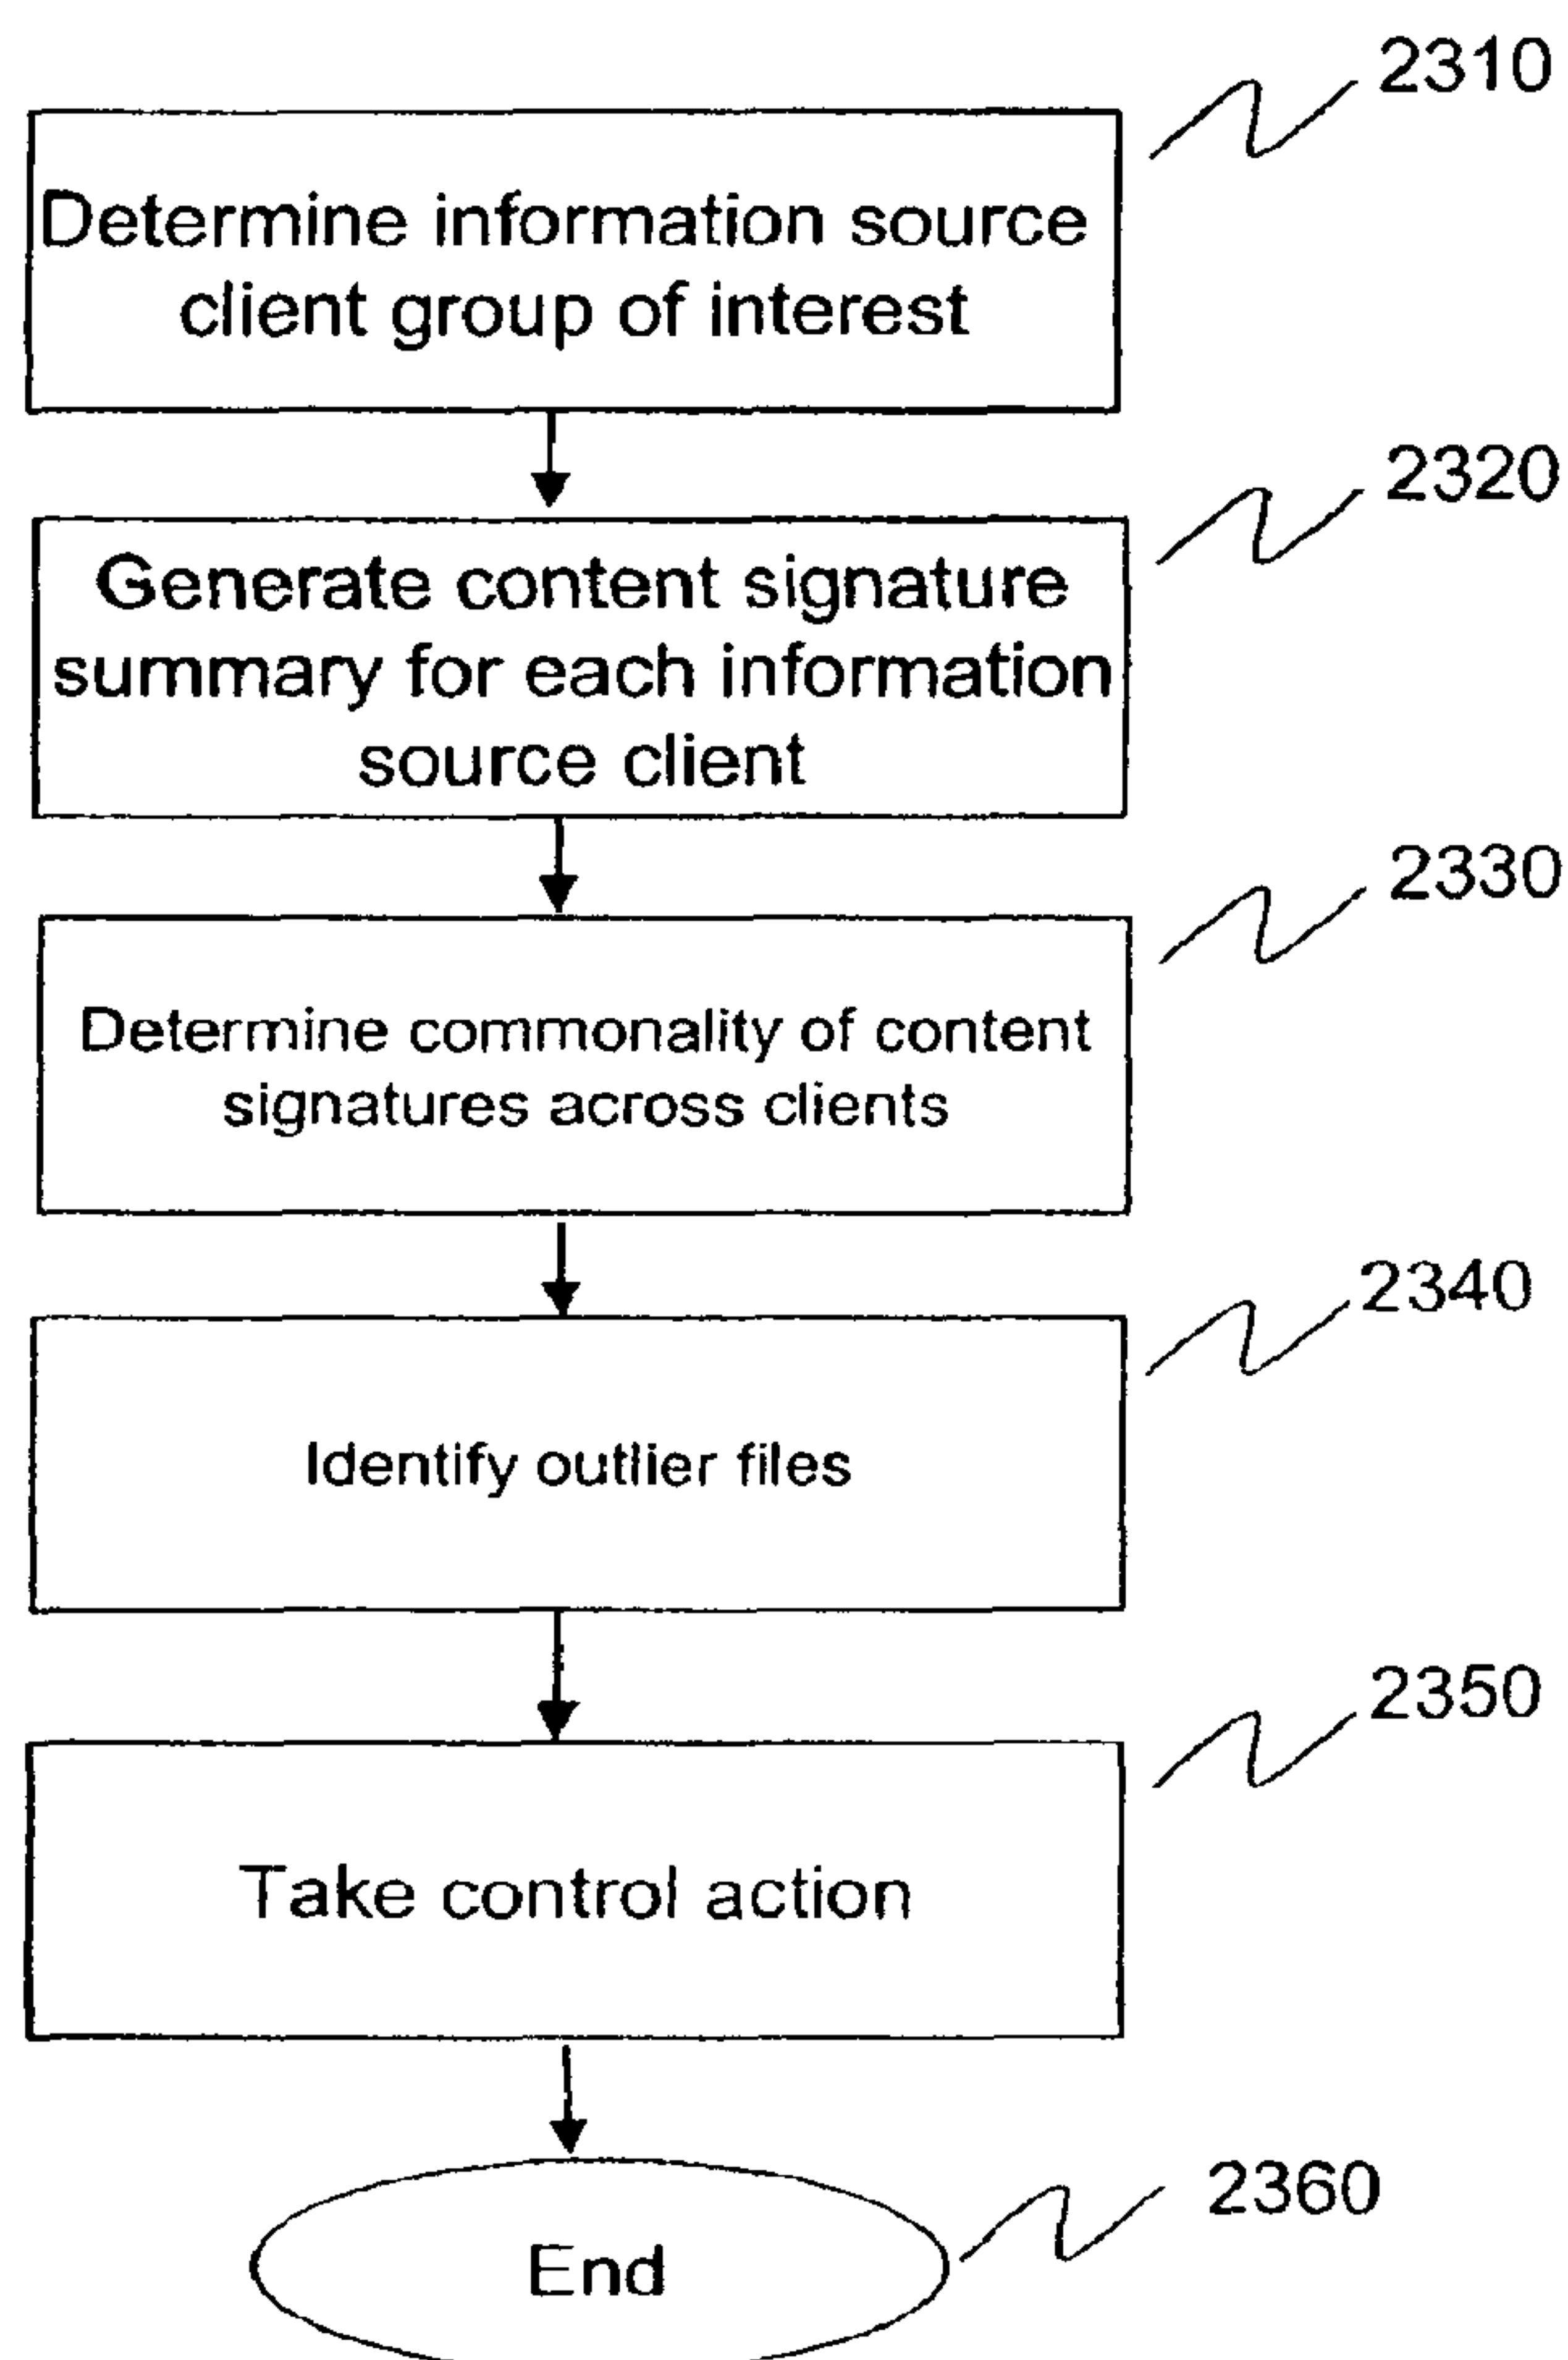 2310
Determine information source
client group of interest
2320
Generate content signature
summary for each information
source client
2330
Determine commonality of content
signatures across clients
2340
Identify outlier files
2350
Take control action
2360
End